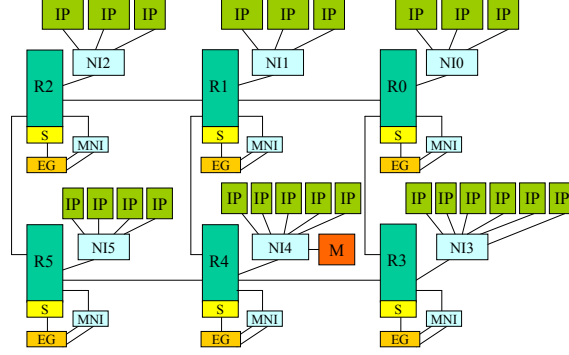 IP IP IP IP IP IP IP IP IP
NI2 NI1 NI0
R2 R1 R0
S S S
MNI MNI MNI
EG EG EG
IP IP IP IP IP IP IP IP IP IP IP IP IP IP IP
NI5 NI4 M NI3
R5 R4 R3
S S S
MNI MNI MNI
EG EG EG